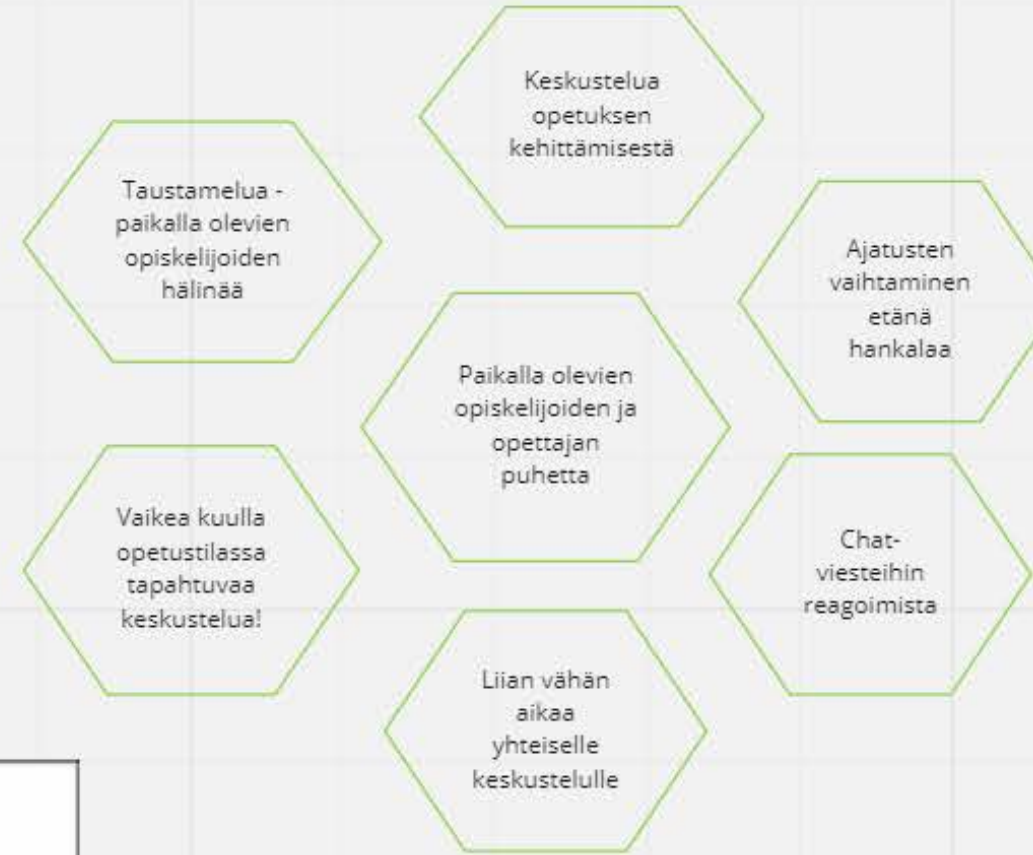 Keskustelua
opetuksen
kehittämisestä
Taustamelua -
paikalla olevien
opiskelijoiden
hälinää
Ajatusten
vaihtaminen
etänä
hankalaa
Paikalla olevien
opiskelijoiden ja
opettajan
puhetta
Vaikea kuulla
opetustilassa
tapahtuvaa
keskustelua!
Chat-
viesteihin
reagoimista
Liian vähän
aikaa
yhteiselle
keskustelulle